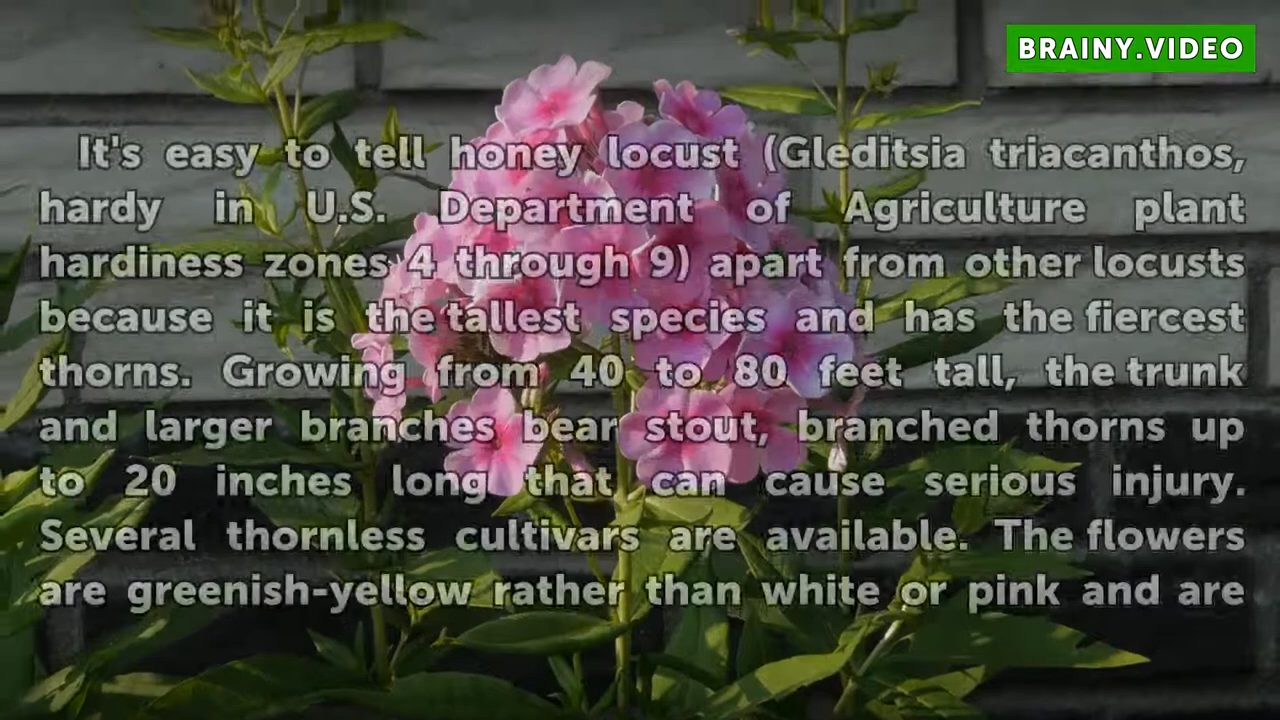 BRAINY.VIDEO
It's easy to tell honey locust (Gleditsia triacanthos,
hardy in U.S. Department of Agriculture plant
hardiness zones 4 through 9) apart from other locusts
because it is the tallest species and has the fiercest
thorns. Growing from 40 to 80 feet tall, the trunk
and larger branches bear stout, branched thorns up
to 20 inches long that can cause serious injury.
Several thornless cultivars are available. The flowers
are greenish-yellow rather than white or pink and are